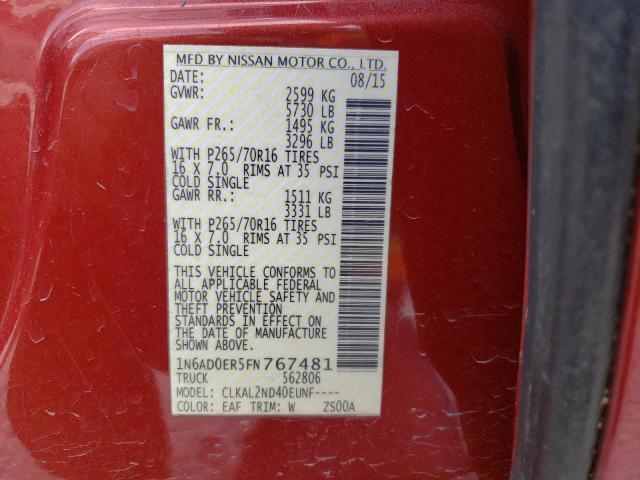 MFD BY NISSAN MOTOR CO., LTD.
DATE: 08/15
GVWR: 2599 KG
5730 LB
GAWR FR.: 1495 KG
3296 LB
WITH P265/70R16 TIRES
16 X 7.0 RIMS AT 35 PSI
COLD SINGLE
GAWR RR.: 1511 KG
3331 LB
WITH P265/70R16 TIRES
16 X 7.0 RIMS AT 35 PSI
COLD SINGLE
THIS VEHICLE CONFORMS TO
ALL APPLICABLE FEDERAL
MOTOR VEHICLE SAFETY AND
THEFT PREVENTION
STANDARDS IN EFFECT ON
THE DATE OF MANUFACTURE
SHOWN ABOVE.
1N6AD0ER5FN767481
TRUCK 562806
MODEL: CLKAL2ND40EUNF----
COLOR: EAF TRIM: W ZS00A